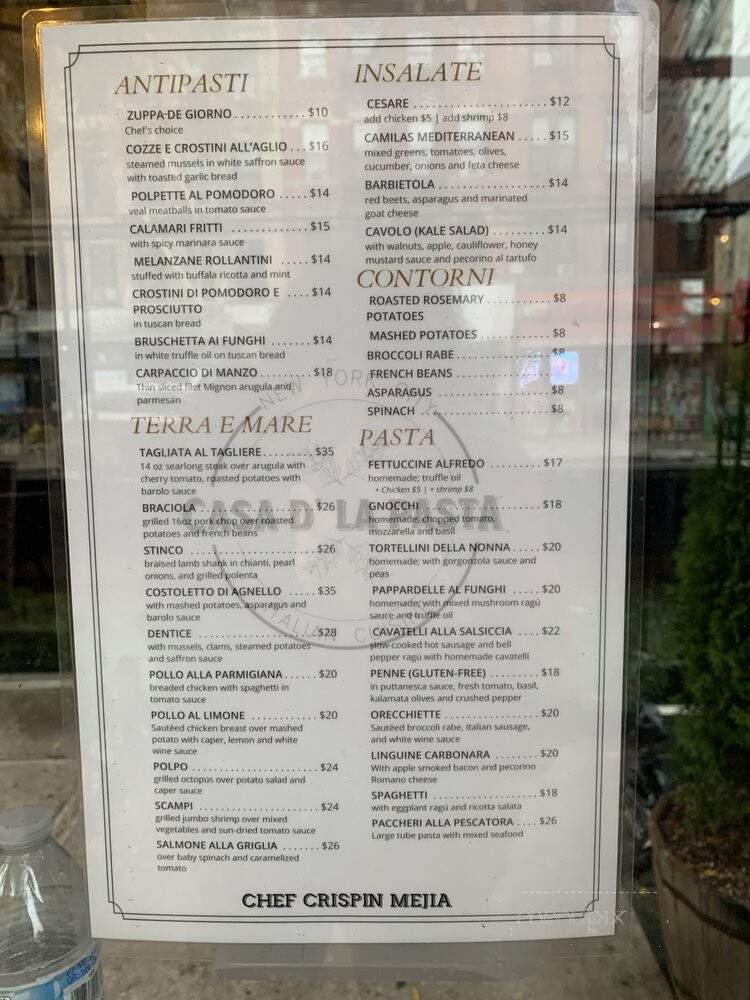 ANTIPASTI
ZUPPA DE GIORNO............$10
Chef's choice
COZZE E CROSTINI ALL'AGLIO...$16
steamed mussels in white saffron sauce
with toasted garlic bread
POLPETTE AL POMODORO.....$14
veal meatballs in tomato sauce
CALAMARI FRITTI.............$15
with spicy marinara sauce
MELANZANE ROLLANTINI.....$14
stuffed with buffala ricotta and mint
CROSTINI DI POMODORO E....$14
PROSCIUTTO
in tuscan bread
BRUSCHETTA AI FUNGHI.......$14
in white truffle oil on tuscan bread
CARPACCIO DI MANZO.........$18
Thin sliced filet Mignon arugula and
parmesan
TERRA E MARE
TAGLIATA AL TAGLIERE.........$35
14 oz searlong steak over arugula with
cherry tomato, roasted potatoes with
barolo sauce
BRACIOLA.....................$26
grilled 16oz pork chop over roasted
potatoes and french beans
STINCO.......................$26
braised lamb shank in chianti, pearl
onions, and grilled polenta
COSTOLETTO DI AGNELLO.....$35
with mashed potatoes, asparagus and
barolo sauce
DENTICE.....................$28
with mussels, clams, steamed potatoes
and saffron sauce
POLLO ALLA PARMIGIANA......$20
breaded chicken with spaghetti in
tomato sauce
POLLO AL LIMONE............$20
Sautéed chicken breast over mashed
potato with caper, lemon and white
wine sauce
POLPO.......................$24
grilled octopus over potato salad and
caper sauce
SCAMPI......................$24
grilled jumbo shrimp over mixed
vegetables and sun-dried tomato sauce
SALMONE ALLA GRIGLIA.......$26
over baby spinach and caramelized
tomato
INSALATE
CESARE.....................$12
add chicken $5 | add shrimp $8
CAMILAS MEDITERRANEAN.....$15
mixed greens, tomatoes, olives,
cucumber, onions and feta cheese
BARBIETOLA..................$14
red beets, asparagus and marinated
goat cheese
CAVOLO (KALE SALAD).........$14
with walnuts, apple, cauliflower, honey
mustard sauce and pecorino al tartufo
CONTORNI
ROASTED ROSEMARY...........$8
POTATOES
MASHED POTATOES............$8
BROCCOLI RABE...............$8
FRENCH BEANS
ASPARAGUS..................$8
SPINACH.....................$8
PASTA
FETTUCINE ALFREDO.........$17
homemade; truffle oil
+ Chicken $5 | + shrimp $8
GNOCCHI....................$18
homemade; chopped tomato,
mozzarella and basil
TORTELLINI DELLA NONNA.....$20
homemade; with gorgonzola sauce and
peas
PAPPARDELLE AL FUNGHI.....$20
homemade; with mixed mushroom ragú
sauce and truffle oil
CAVATELLI ALLA SALSICCIA....$22
slow-cooked hot sausage and bell
pepper ragú with homemade cavatelli
PENNE (GLUTEN-FREE).........$18
in puttanesca sauce, fresh tomato, basil,
kalamata olives and crushed pepper
ORECCHIETTE.................$20
Sautéed broccoli rabe, Italian sausage,
and white wine sauce
LINGUINE CARBONARA........$20
With apple smoked bacon and pecorino
Romano cheese
SPAGHETTI...................$18
with eggplant ragú and ricotta salata
PACCHERI ALLA PESCATORA....$26
Large tube pasta with mixed seafood
NEW YORK CITY
CASA D' LA PASTA
ITALIAN CUISINE
CHEF CRISPIN MEJIA
menupix